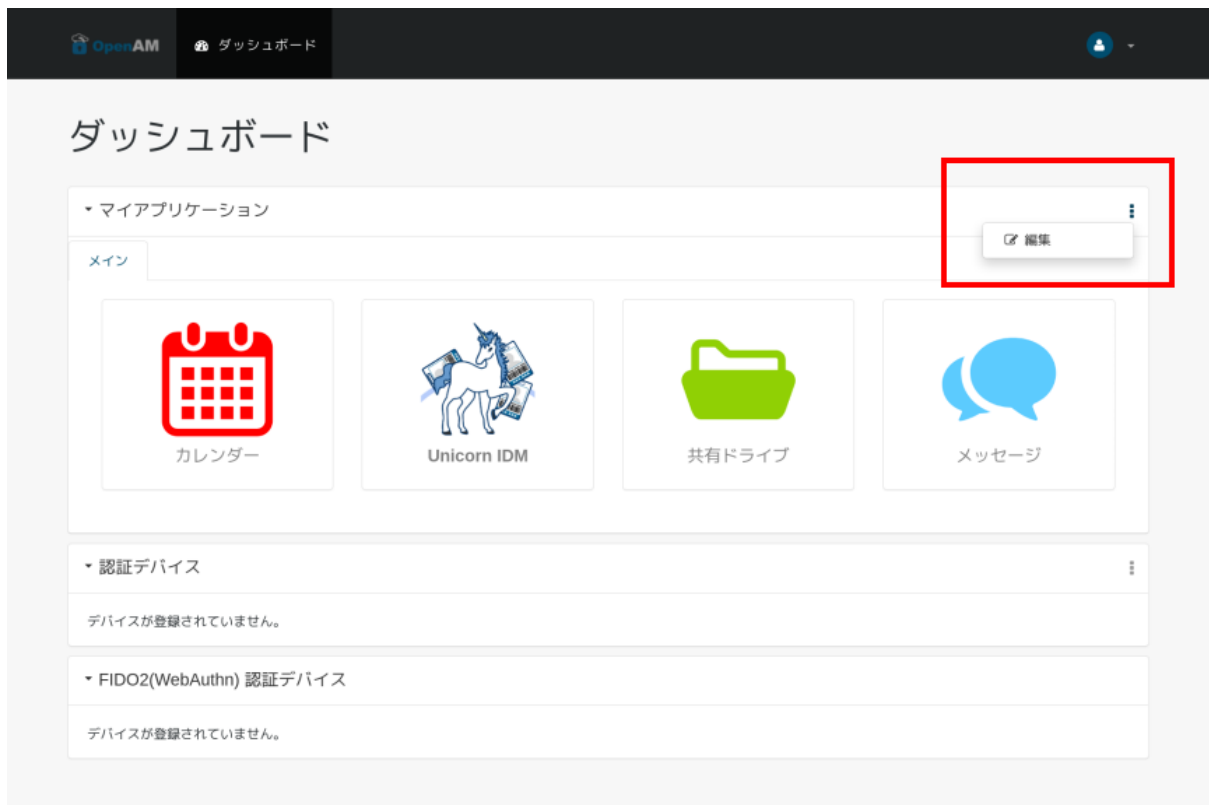 OpenAM ダッシュボード
ダッシュボード
マイアプリケーション
編集
メイン
カレンダー
Unicorn IDM
共有ドライブ
メッセージ
認証デバイス
デバイスが登録されていません。
FIDO2(WebAuthn) 認証デバイス
デバイスが登録されていません。